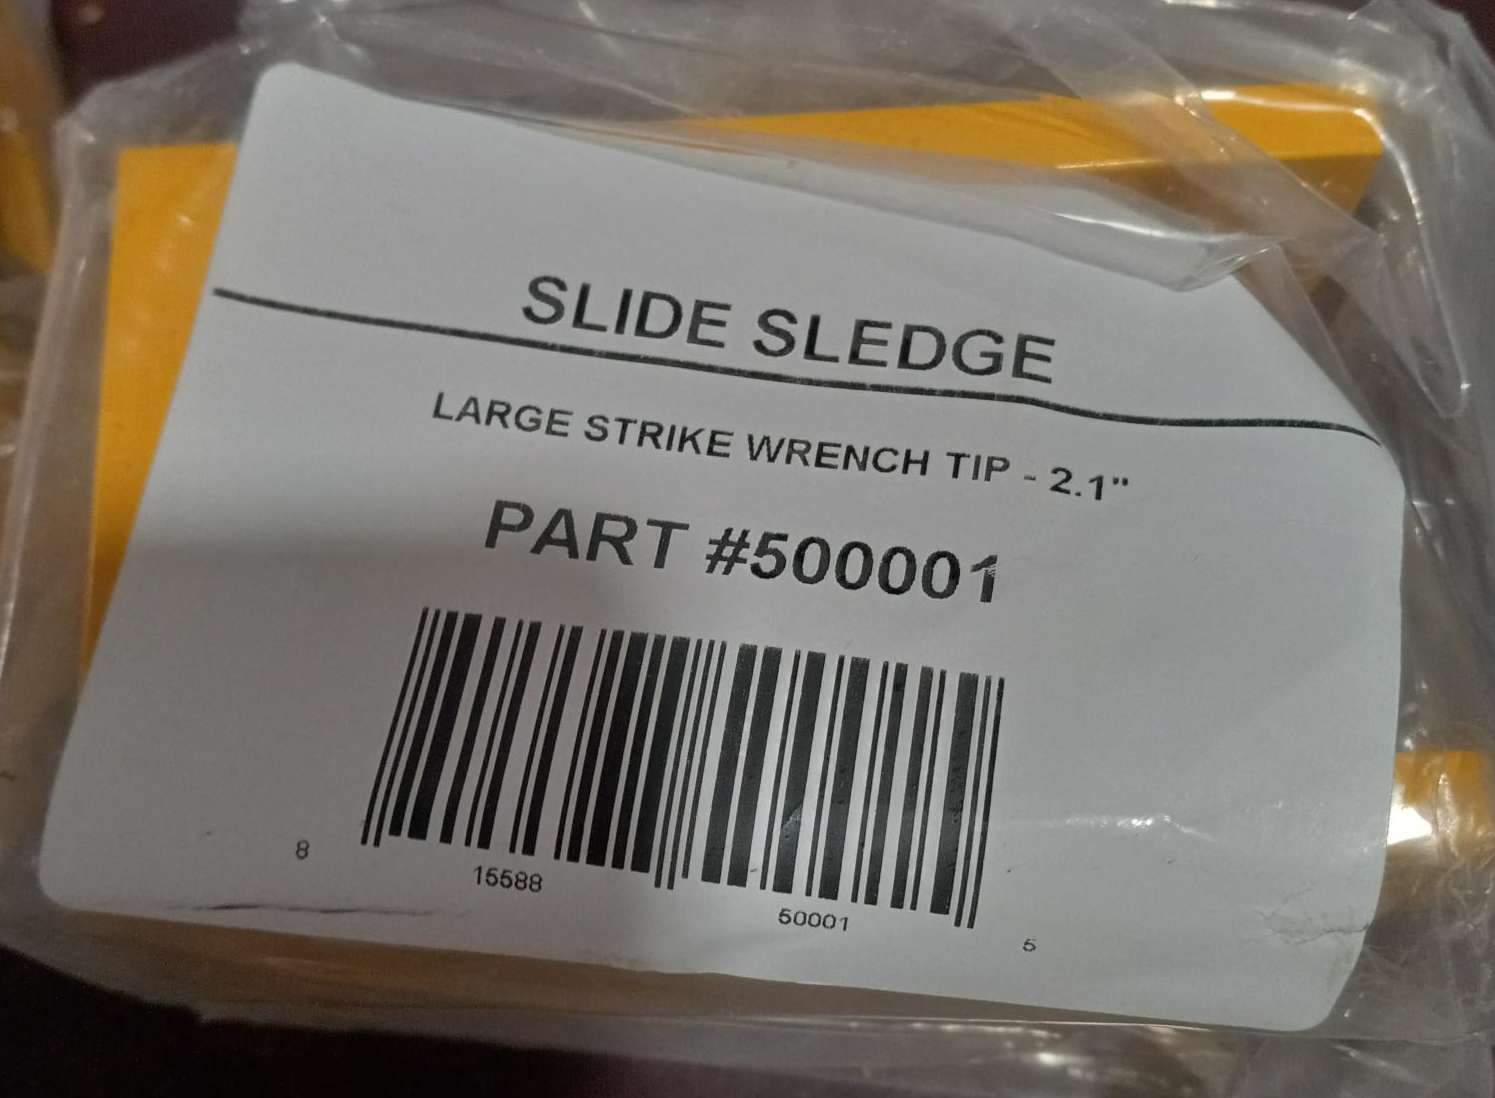 SLIDE SLEDGE
LARGE STRIKE WRENCH TIP - 2.1"
PART #500001
8 15588 50001 5